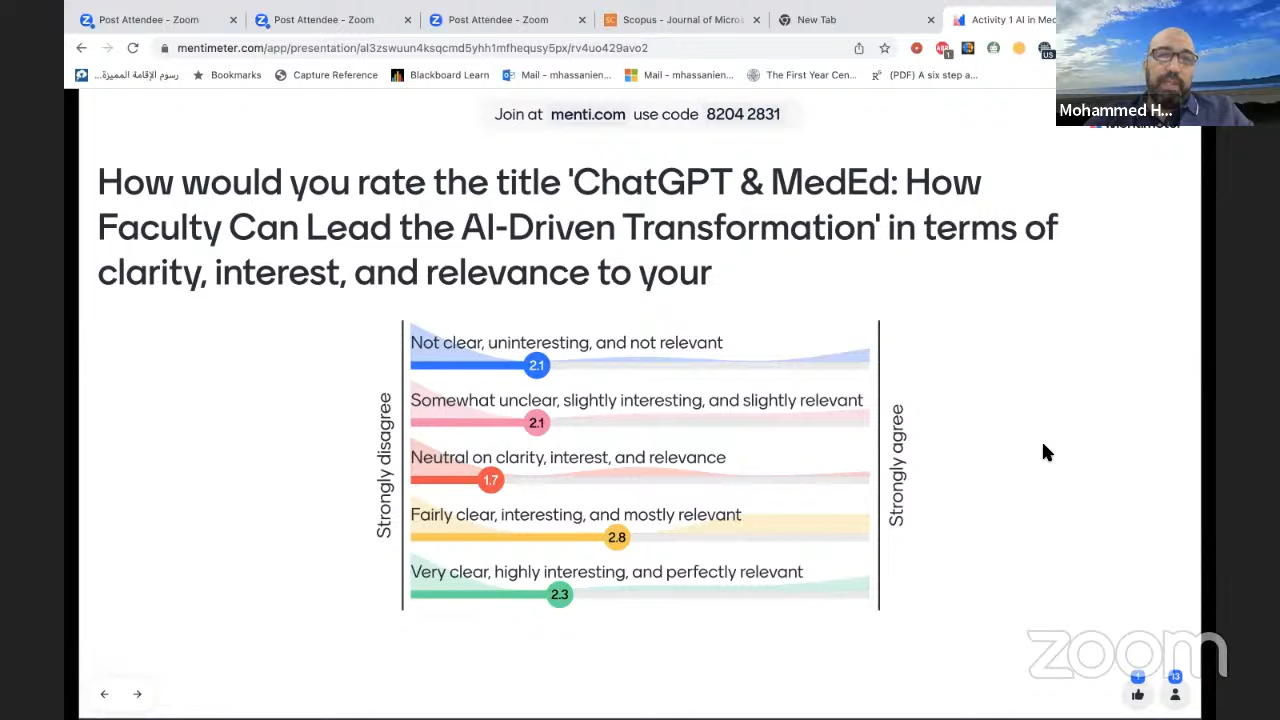 Post Attendee - Zoom
Post Attendee - Zoom
Post Attendee - Zoom
Scopus - Journal of Micros
New Tab
Activity 1 AI in Med
mentimeter.com/app/presentation/al3zswuun4ksqcmd5yhh1mfhequsy5px/rv4uo429avo2
ABP
1
US
رسوم الإقامة المميزة...
Bookmarks
Capture Reference
Blackboard Learn
Mail - mhassanien...
Mail - mhassanien...
The First Year Cen...
(PDF) A six step a...
Mohammed H...
Join at menti.com use code 8204 2831
How would you rate the title 'ChatGPT & MedEd: How
Faculty Can Lead the AI-Driven Transformation' in terms of
clarity, interest, and relevance to your
Strongly disagree
Not clear, uninteresting, and not relevant
2.1
Somewhat unclear, slightly interesting, and slightly relevant
2.1
Neutral on clarity, interest, and relevance
1.7
Fairly clear, interesting, and mostly relevant
2.8
Very clear, highly interesting, and perfectly relevant
2.3
Strongly agree
zoom
1
13